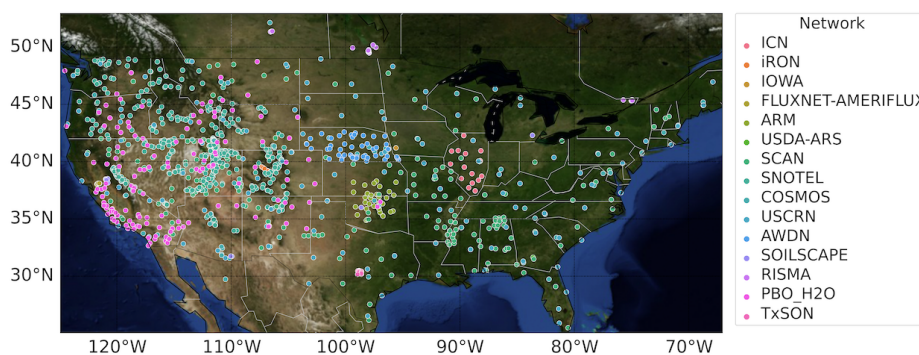 Network
50°N
ICN
iRON
45°N
IOWA
FLUXNET-AMERIFLUX
ARM
40°N
USDA-ARS
SCAN
SNOTEL
35°N
COSMOS
USCRN
AWDN
30°N
SOILSCAPE
RISMA
PBO_H2O
TxSON
120°W 110°W 100°W 90°W 80°W 70°W